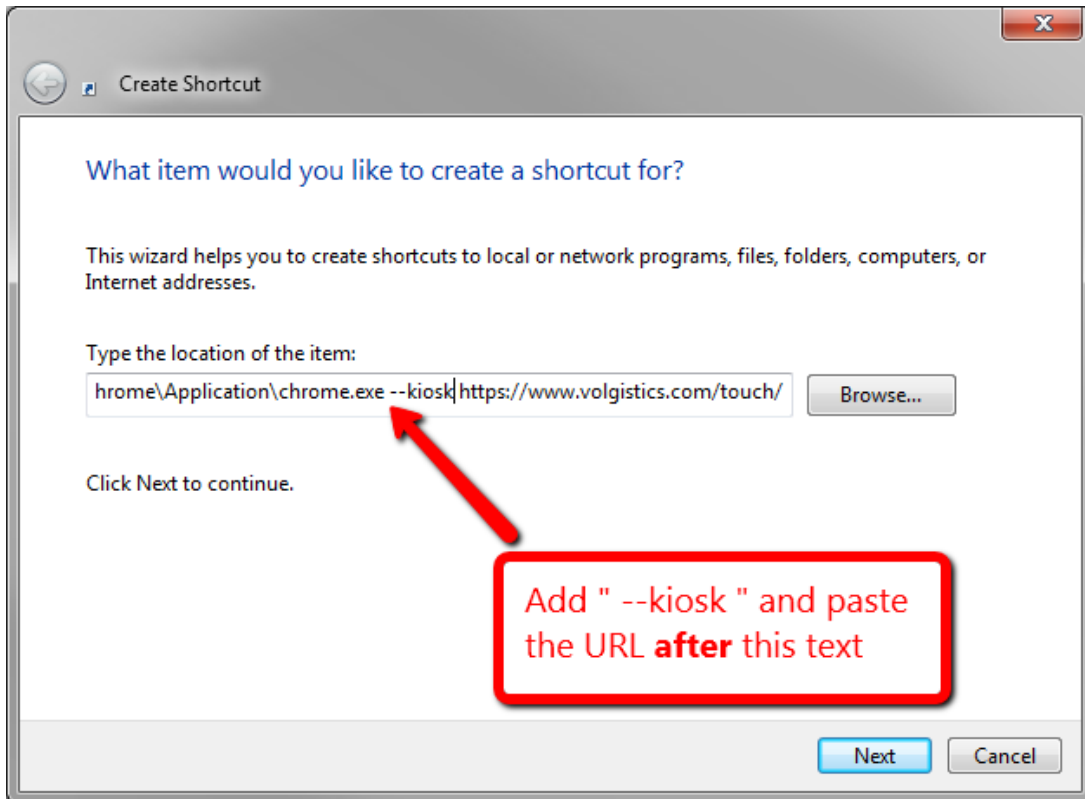 Create Shortcut
What item would you like to create a shortcut for?
This wizard helps you to create shortcuts to local or network programs, files, folders, computers, or
Internet addresses.
Type the location of the item:
hrome\Application\chrome.exe --kiosk https://www.volgistics.com/touch/
Browse...
Click Next to continue.
Add " --kiosk " and paste
the URL after this text
Next
Cancel